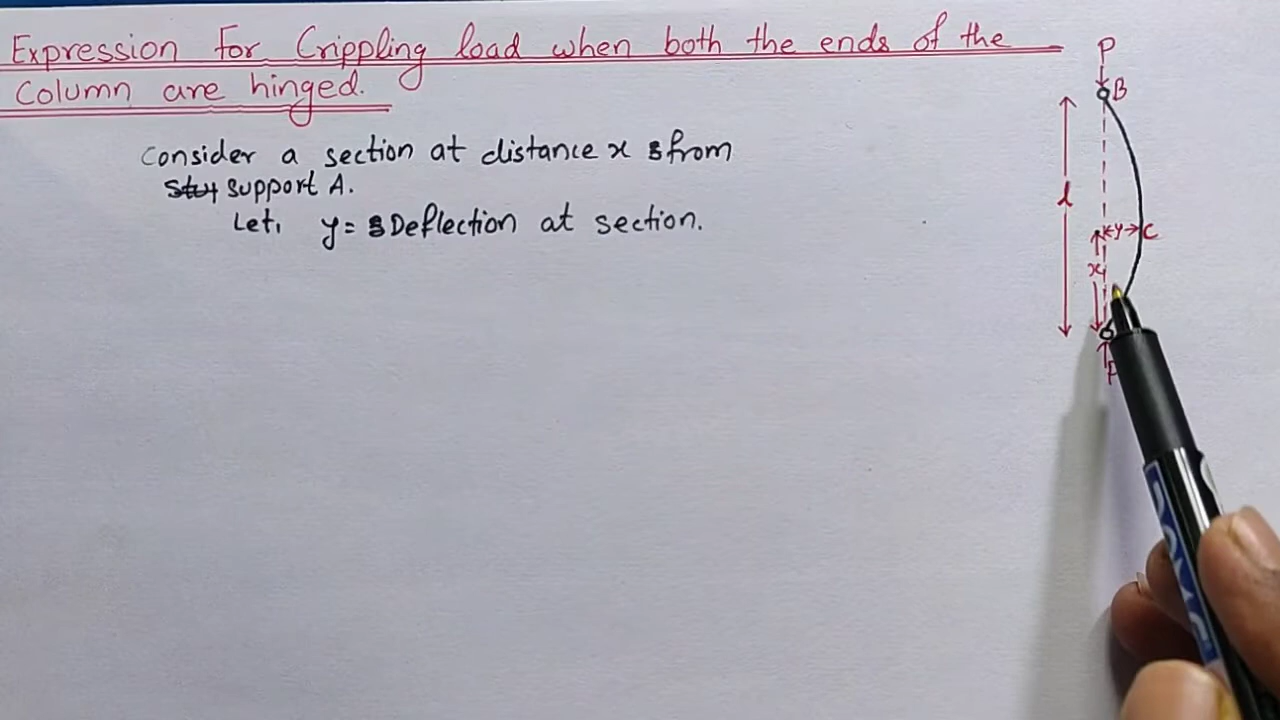 Expression for Crippling load when both the ends of the
Column are hinged.
Consider a section at distance x from
support A.
Let, y = Deflection at section.
P
B
l
y
C
x
P